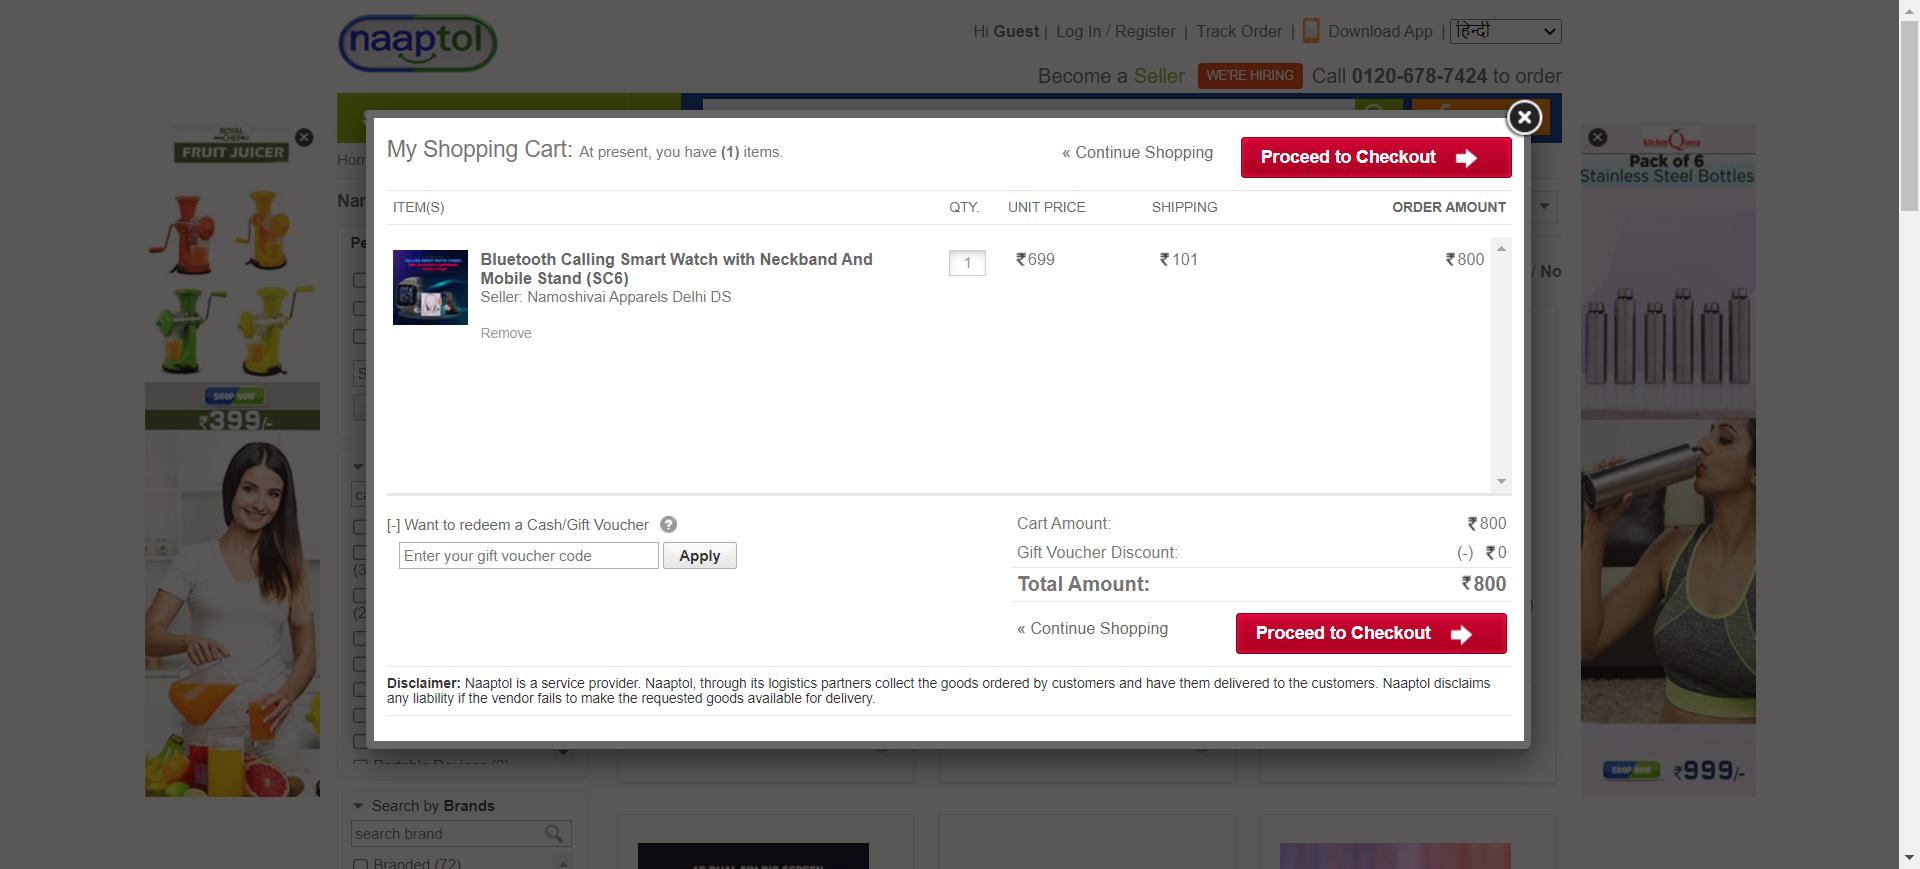 naaptol
Hi Guest | Log In / Register | Track Order | Download App | हिन्दी
Become a Seller WE'RE HIRING Call 0120-678-7424 to order
ROYAL CHEF
FRUIT JUICER
SHOP NOW
₹399/-
Kitchen Queen
Pack of 6
Stainless Steel Bottles
SHOP NOW ₹999/-
My Shopping Cart: At present, you have (1) items.
« Continue Shopping
Proceed to Checkout
ITEM(S) QTY. UNIT PRICE SHIPPING ORDER AMOUNT
Bluetooth Calling Smart Watch with Neckband And 1 ₹699 ₹101 ₹800
Mobile Stand (SC6)
Seller: Namoshivai Apparels Delhi DS
Remove
[-] Want to redeem a Cash/Gift Voucher ?
Enter your gift voucher code Apply
Cart Amount: ₹800
Gift Voucher Discount: (-) ₹0
Total Amount: ₹800
« Continue Shopping
Proceed to Checkout
Disclaimer: Naaptol is a service provider. Naaptol, through its logistics partners collect the goods ordered by customers and have them delivered to the customers. Naaptol disclaims
any liability if the vendor fails to make the requested goods available for delivery.
Search by Brands
search brand
Branded (72)